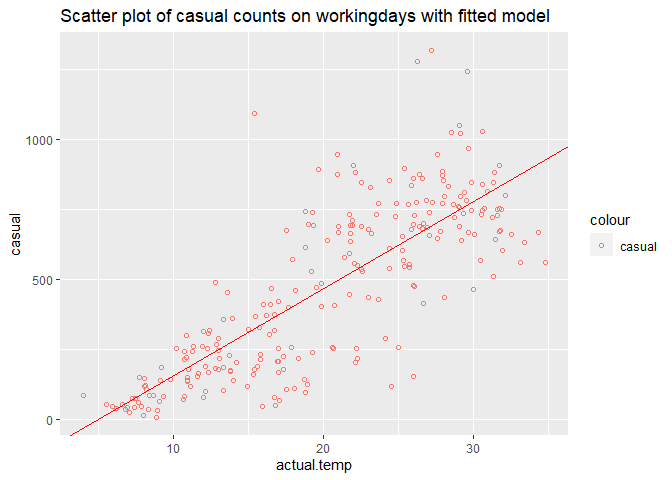 Scatter plot of casual counts on workingdays with fitted model
1000
500
0
casual
10
20
30
actual.temp
colour
casual